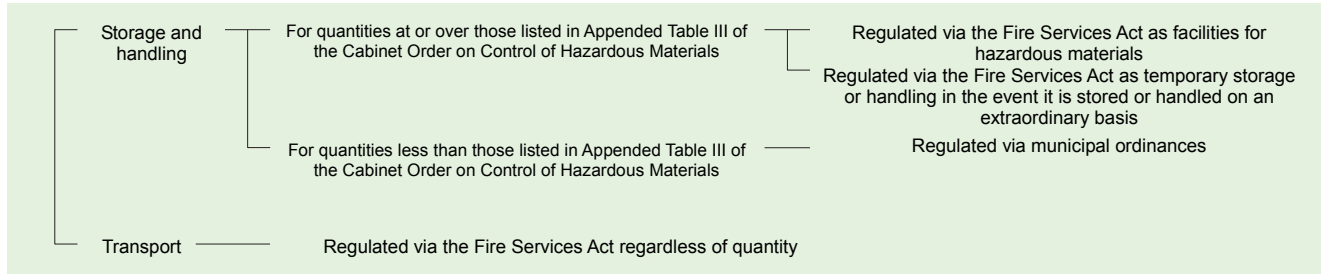 Storage and
handling
For quantities at or over those listed in Appended Table III of
the Cabinet Order on Control of Hazardous Materials
Regulated via the Fire Services Act as facilities for
hazardous materials
Regulated via the Fire Services Act as temporary storage
or handling in the event it is stored or handled on an
extraordinary basis
For quantities less than those listed in Appended Table III of
the Cabinet Order on Control of Hazardous Materials
Regulated via municipal ordinances
Transport
Regulated via the Fire Services Act regardless of quantity